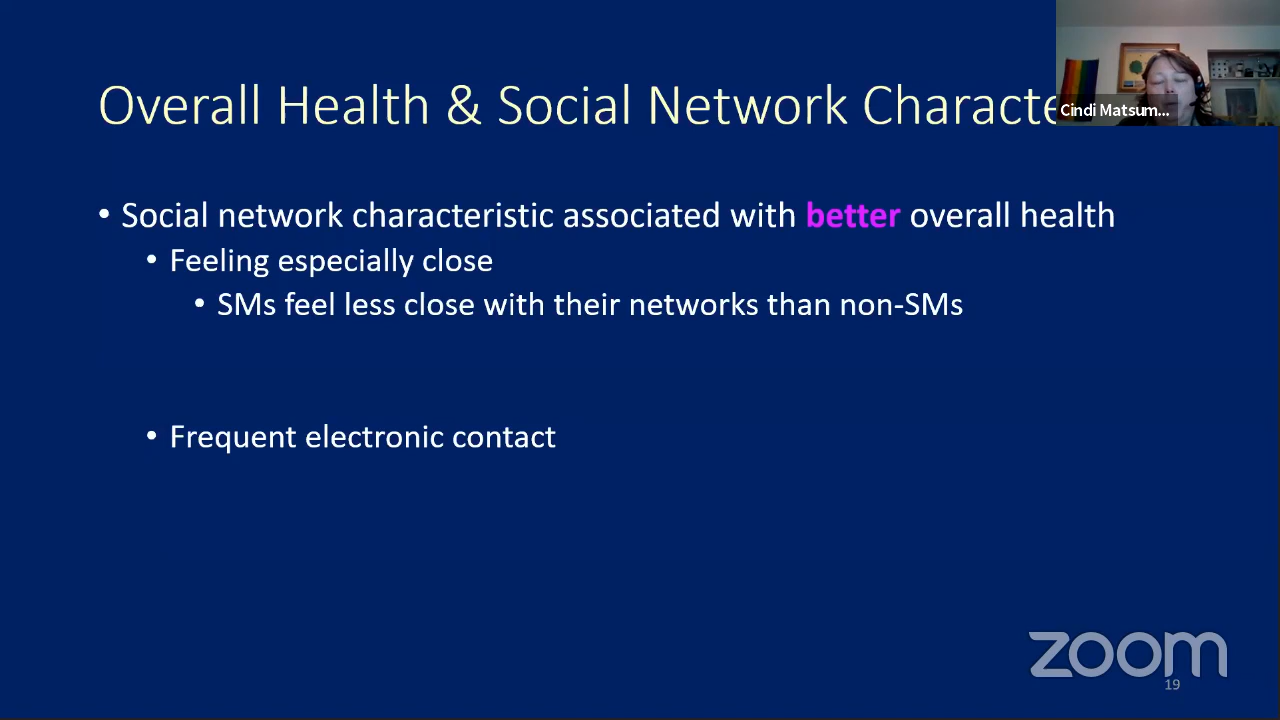 Overall Health & Social Network Characte
Cindi Matsum...
• Social network characteristic associated with better overall health
• Feeling especially close
• SMs feel less close with their networks than non-SMs
• Frequent electronic contact
zoom
19